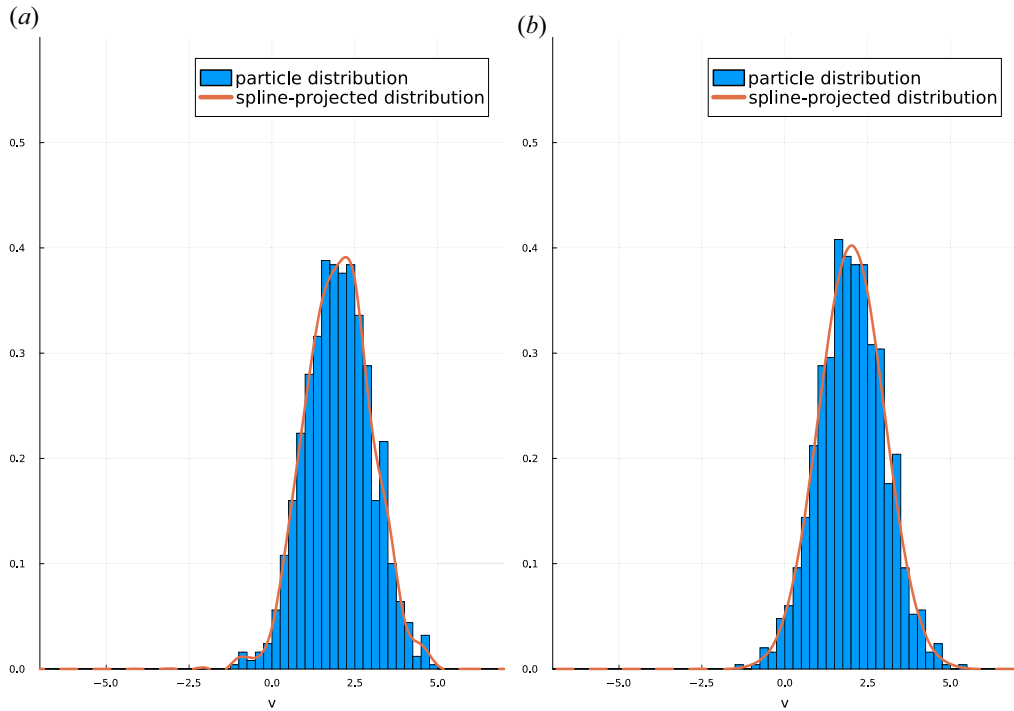 (a)
particle distribution
spline-projected distribution
0.5
0.4
0.3
0.2
0.1
0.0
−5.0 −2.5 0.0 2.5 5.0
v
(b)
particle distribution
spline-projected distribution
0.5
0.4
0.3
0.2
0.1
0.0
−5.0 −2.5 0.0 2.5 5.0
v